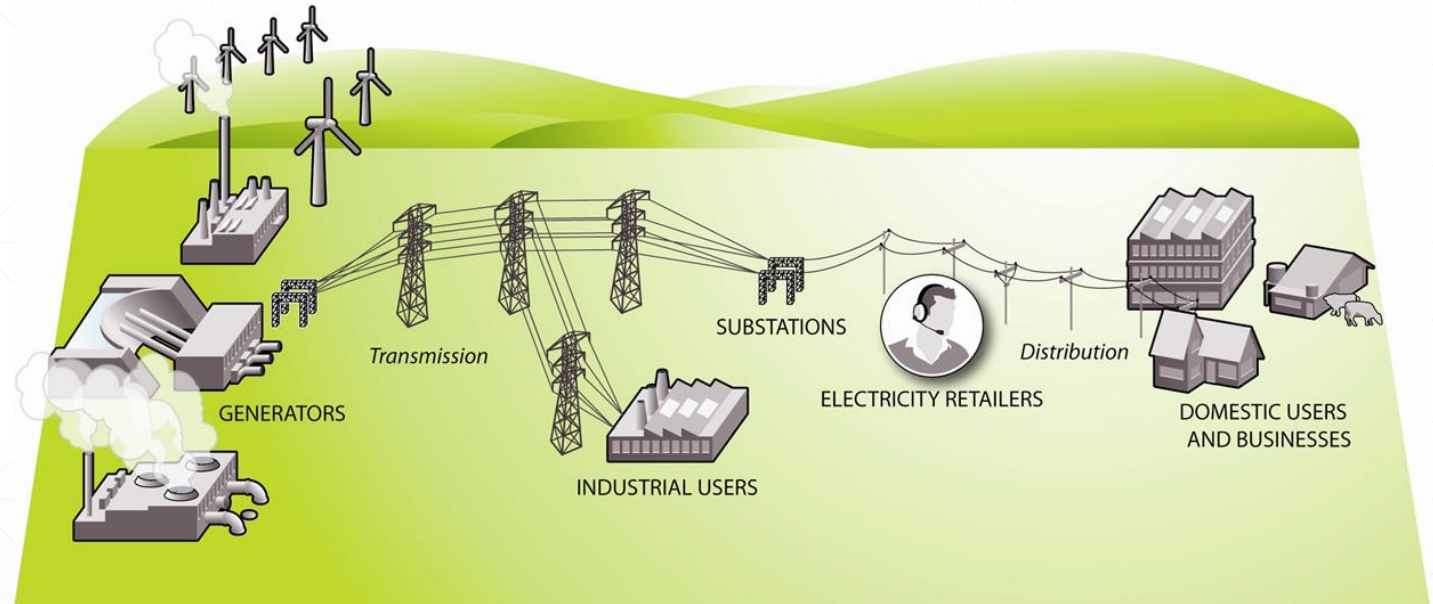 GENERATORS
Transmission
INDUSTRIAL USERS
SUBSTATIONS
ELECTRICITY RETAILERS
Distribution
DOMESTIC USERS
AND BUSINESSES